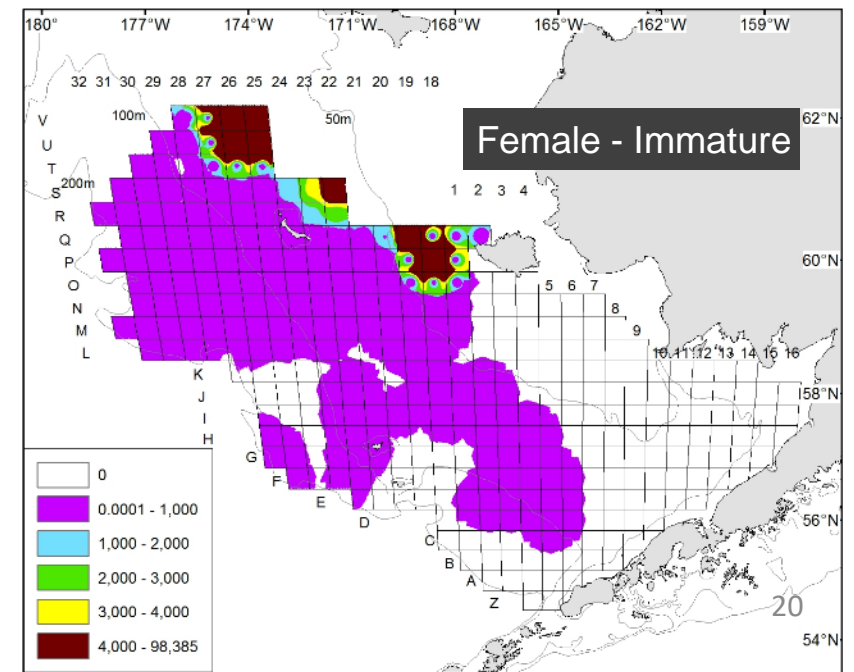 180° 177°W 174°W 171°W 168°W 165°W 162°W 159°W
32 31 30 29 28 27 26 25 24 23 22 21 20 19 18
V 100m 50m 62°W
Female - Immature
U
T
200m
S 1 2 3 4
R
Q
P 60°N
O 5 6 7
N 8
M 9
L 10 11 12 13 14 15 16
K 58°N
J
I
H
G
F
E
D
0
0.0001 - 1,000
1,000 - 2,000
2,000 - 3,000
3,000 - 4,000
4,000 - 98,385
C 56°N
B
A
Z
20
54°N